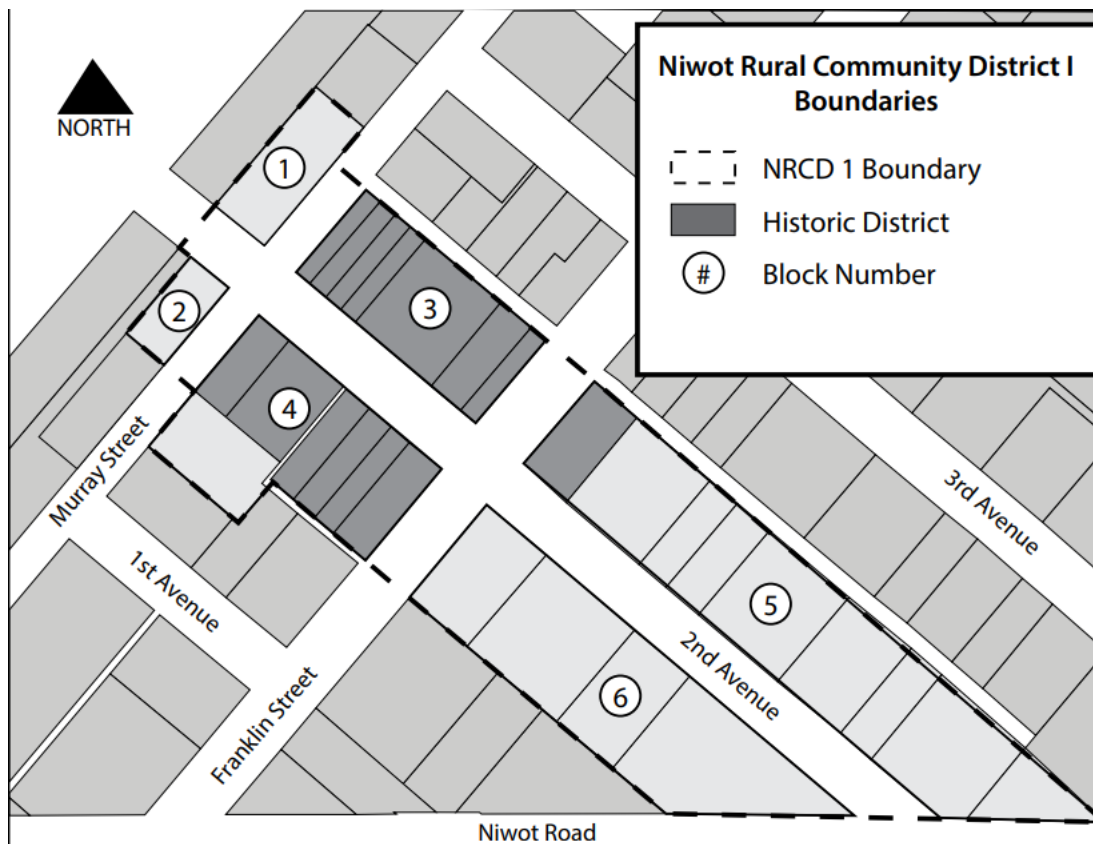 Niwot Rural Community District I
Boundaries
NORTH
NRCD 1 Boundary
Historic District
# Block Number
1
2
3
4
5
6
Murray Street
1st Avenue
3rd Avenue
2nd Avenue
Franklin Street
Niwot Road